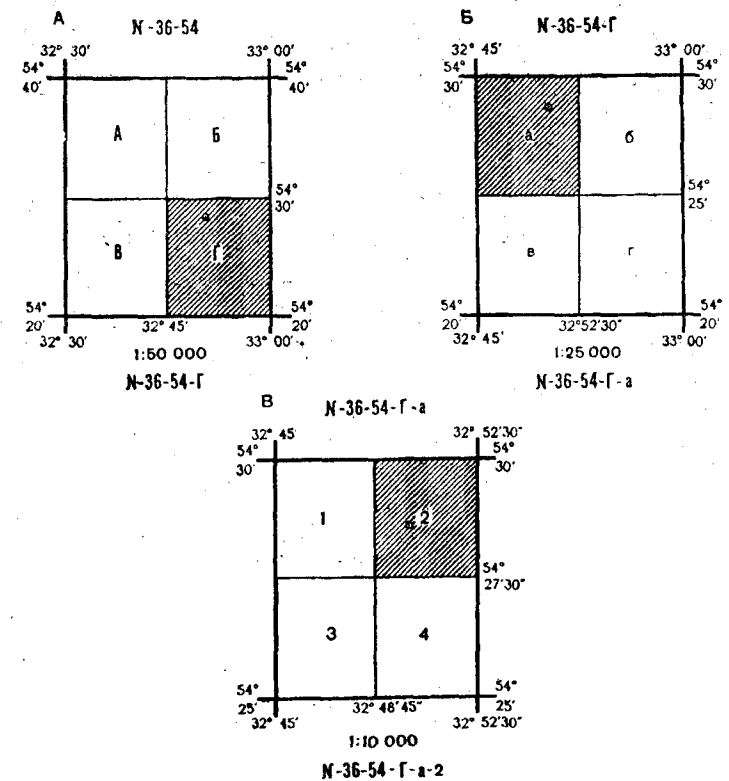 А
N-36-54
32° 30' 33° 00'
54° 40' 54° 40'
А Б
54° 30'
В Г
54° 20' 54° 20'
32° 30' 32° 45' 33° 00'
1:50 000
N-36-54-Г
Б
N-36-54-Г
32° 45' 33° 00'
54° 30' 54° 30'
а б
54° 25'
в г
54° 20' 54° 20'
32° 45' 32°52'30" 33° 00'
1:25 000
N-36-54-Г-а
В
N-36-54-Г-а
32° 45' 32° 52'30"
54° 30' 54° 30'
1 2
54° 27'30"
3 4
54° 25' 54° 25'
32° 45' 32° 46'45" 32° 52'30"
1:10 000
N-36-54-Г-а-2